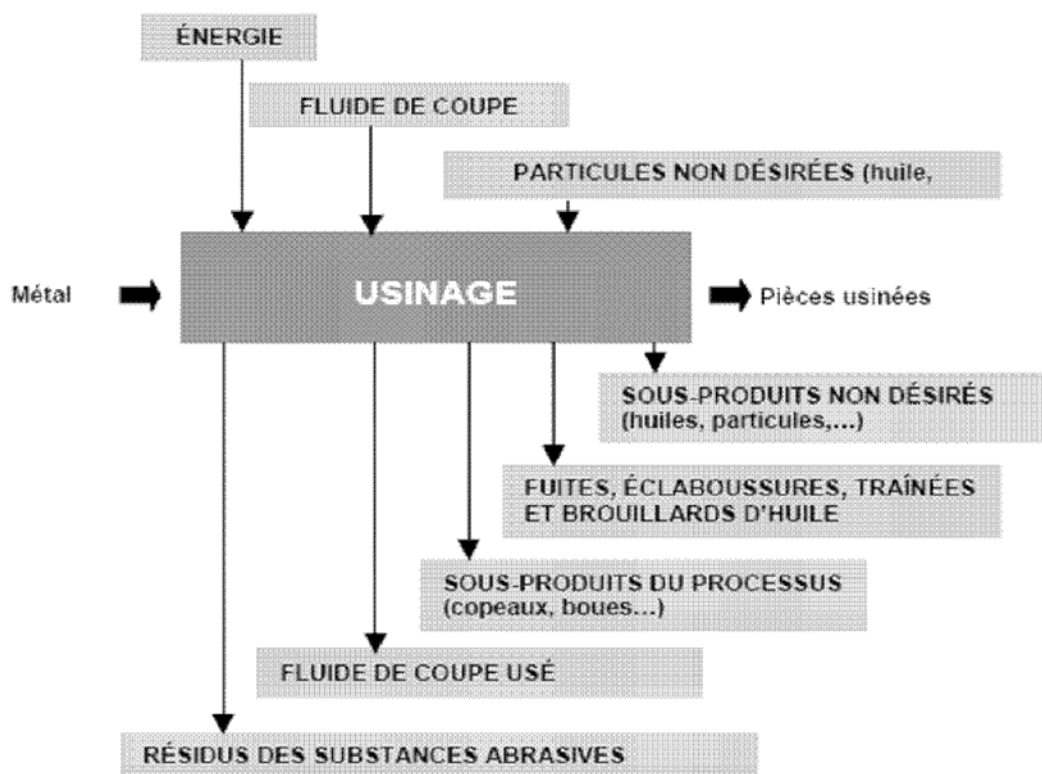 ÉNERGIE
FLUIDE DE COUPE
PARTICULES NON DÉSIRÉES (huile,
Métal
USINAGE
Pièces usinées
SOUS-PRODUITS NON DÉSIRÉS
(huiles, particules,...)
FUITES, ÉCLABOUSSURES, TRAÎNÉES
ET BROUILLARDS D'HUILE
SOUS-PRODUITS DU PROCESSUS
(copeaux, boues...)
FLUIDE DE COUPE USÉ
RÉSIDUS DES SUBSTANCES ABRASIVES